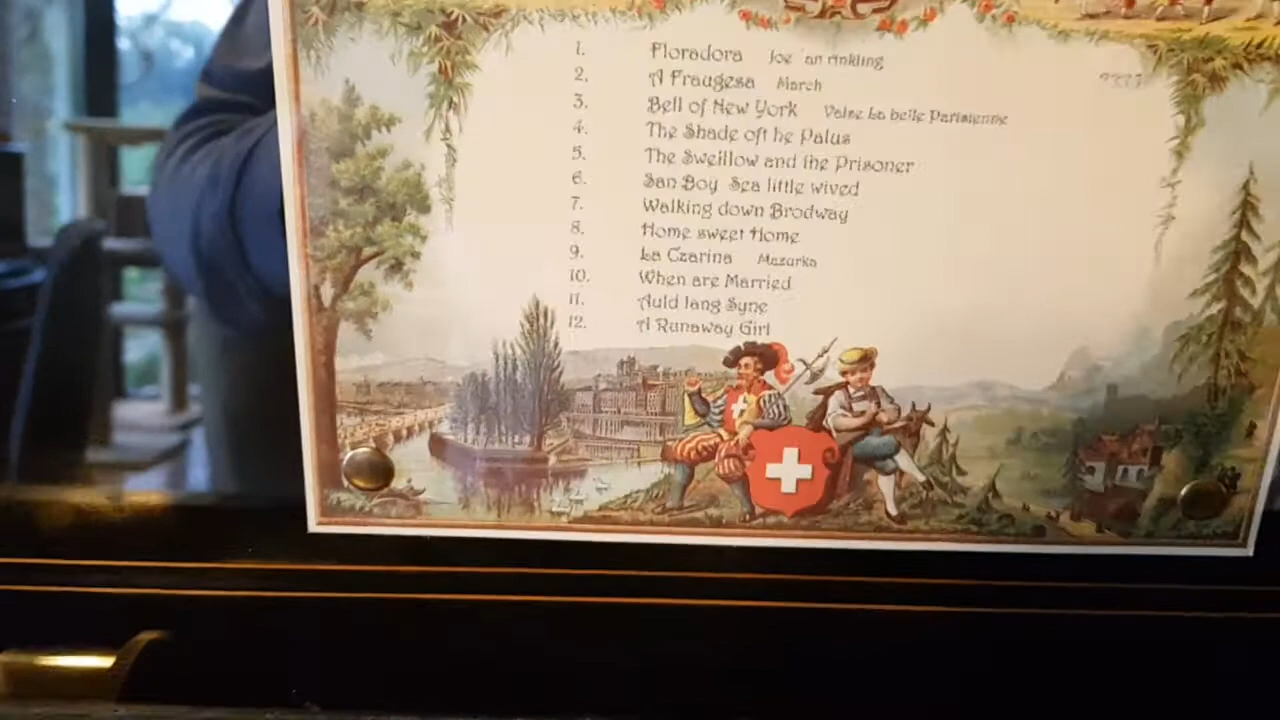 1. Floradora Joe 'an rinkling
2. A Fraugesa March
3. Bell of New York Valse La belle Parisienne
4. The Shade oft he Palus
5. The Sweillow and the Prisoner
6. San Boy Sea little wived
7. Walking down Brodway
8. Home sweet Home
9. La Czarina Mazurka
10. When are Married
11. Auld lang Syne
12. A Runaway Girl